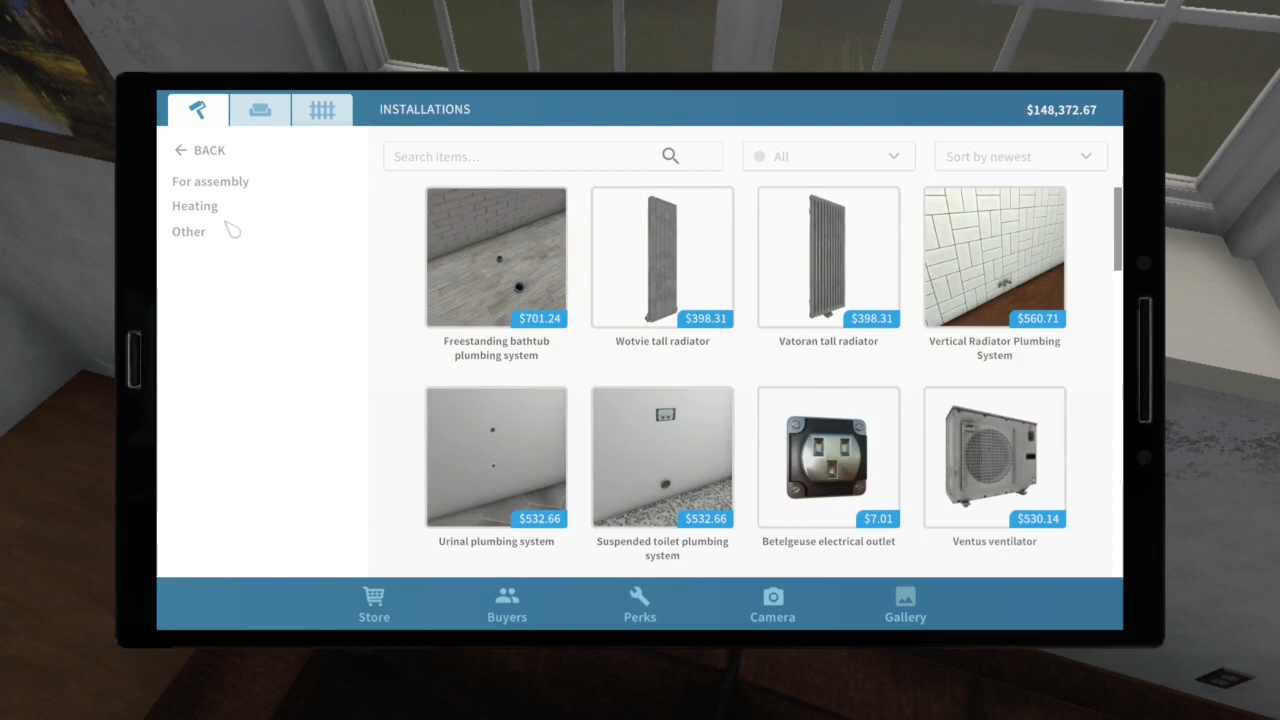 INSTALLATIONS
$148,372.67
BACK
For assembly
Heating
Other
Search items...
All
Sort by newest
$701.24
$398.31
$398.31
$560.71
Freestanding bathtub
plumbing system
Wotvie tall radiator
Vatoran tall radiator
Vertical Radiator Plumbing
System
$532.66
$532.66
$7.01
$530.14
Urinal plumbing system
Suspended toilet plumbing
system
Betelgeuse electrical outlet
Ventus ventilator
Store
Buyers
Perks
Camera
Gallery